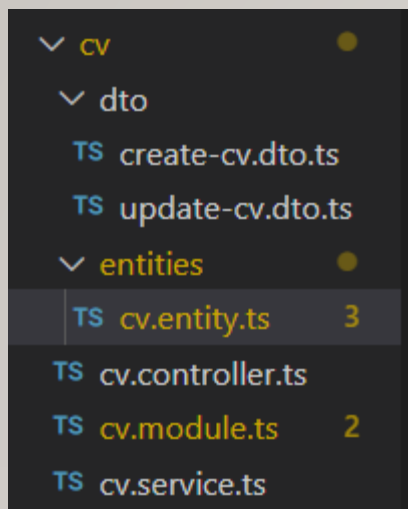 cv
dto
TS create-cv.dto.ts
TS update-cv.dto.ts
entities
TS cv.entity.ts 3
TS cv.controller.ts
TS cv.module.ts 2
TS cv.service.ts